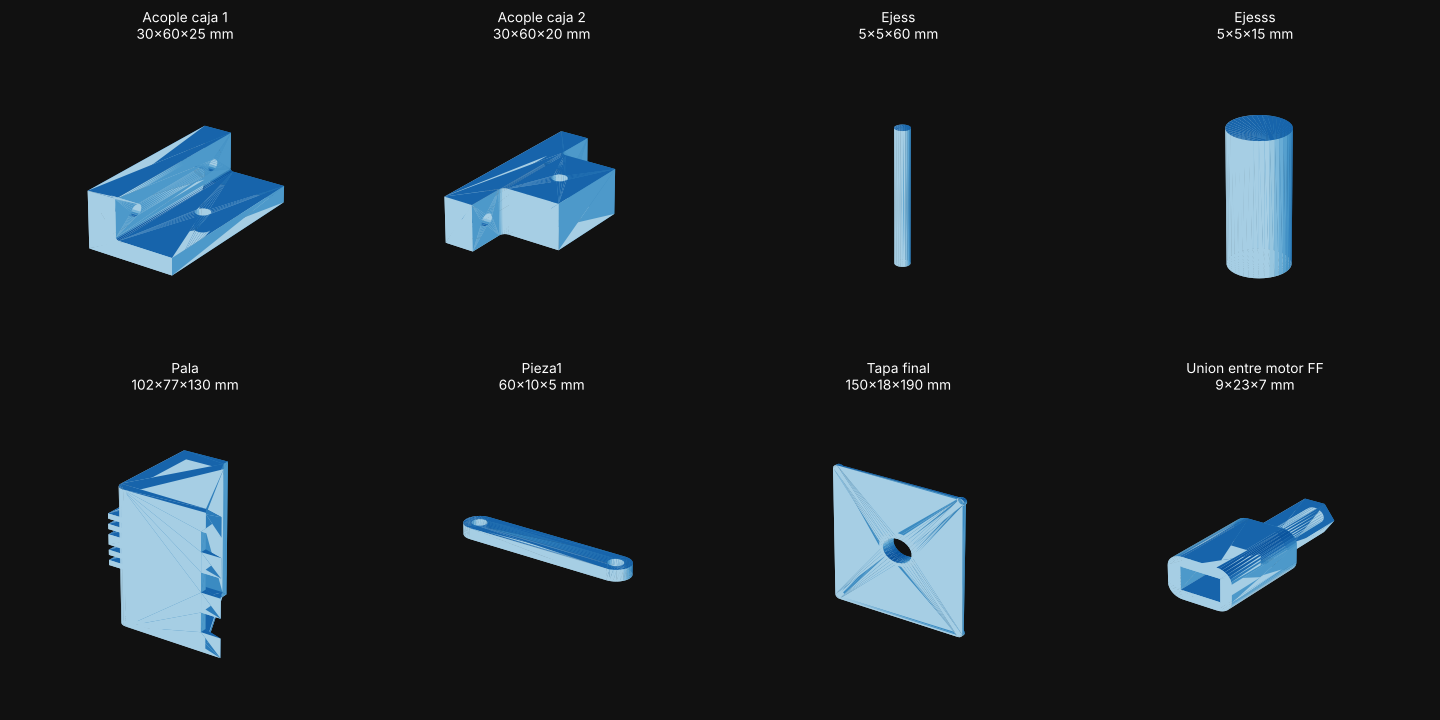 Acople caja 1
30×60×25 mm
Acople caja 2
30×60×20 mm
Ejess
5×5×60 mm
Ejesss
5×5×15 mm
Pala
102×77×130 mm
Pieza1
60×10×5 mm
Tapa final
150×18×190 mm
Union entre motor FF
9×23×7 mm